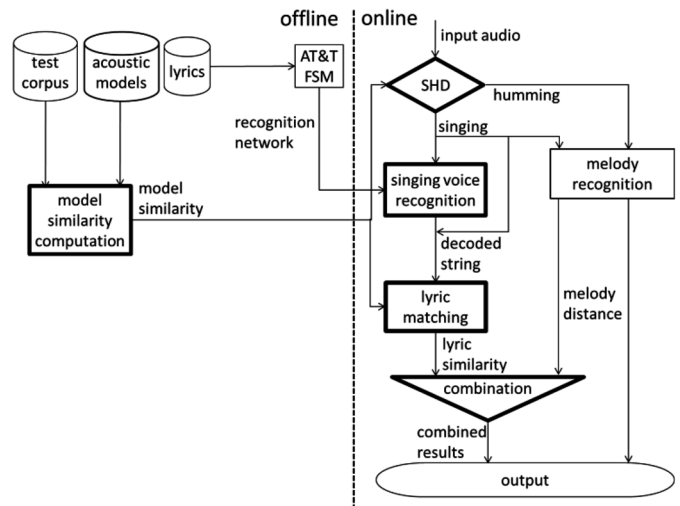 offline
online
test
corpus
acoustic
models
lyrics
AT&T
FSM
input audio
SHD
humming
recognition
network
singing
model
similarity
computation
model
similarity
singing voice
recognition
melody
recognition
decoded
string
lyric
matching
melody
distance
lyric
similarity
combination
combined
results
output